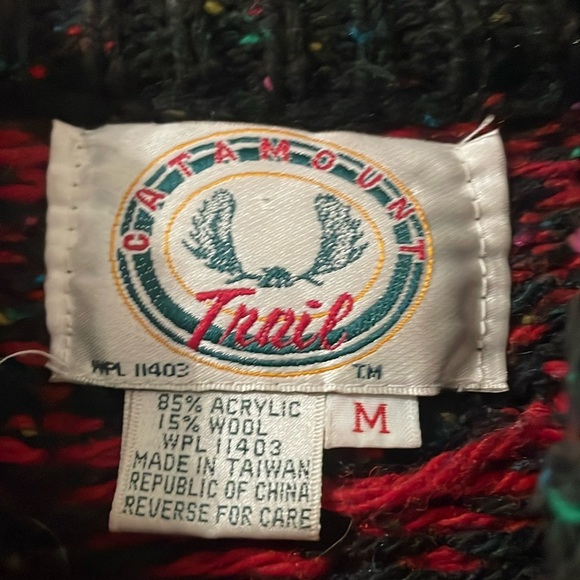 CATAMOUNT
Trail
WPL 11403 TM
85% ACRYLIC
15% WOOL
WPL 11403
MADE IN TAIWAN
REPUBLIC OF CHINA
REVERSE FOR CARE
M